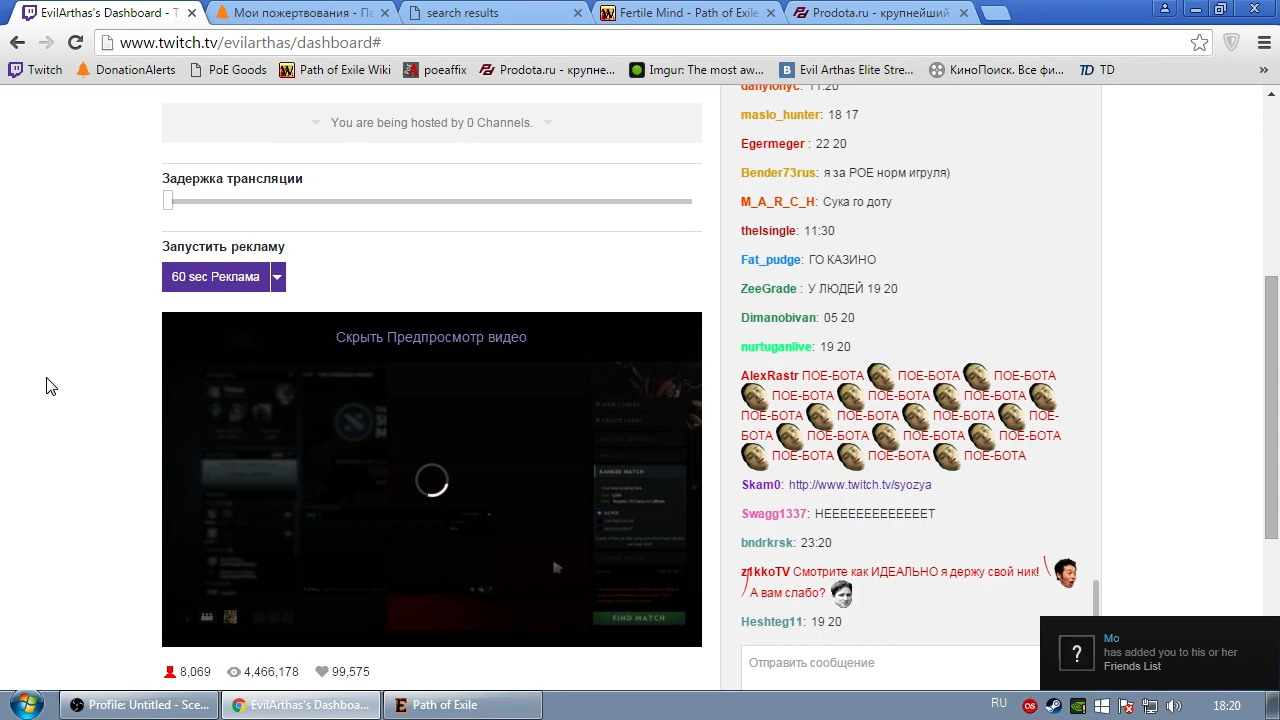 EvilArthas's Dashboard - T
Мои пожертвования - Па
search results
Fertile Mind - Path of Exile
Prodota.ru - крупнейший
www.twitch.tv/evilarthas/dashboard#
Twitch
DonationAlerts
PoE Goods
Path of Exile Wiki
poeaffix
Prodota.ru - крупне...
Imgur: The most aw...
Evil Arthas Elite Stre...
КиноПоиск. Все фи...
TD
»
You are being hosted by 0 Channels.
Задержка трансляции
Запустить рекламу
60 sec Реклама
Скрыть Предпросмотр видео
RANKED MATCH
FIND MATCH
8,069
4,466,178
99,575
danylonyc: 11:20
maslo_hunter: 18 17
Egermeger : 22 20
Bender73rus: я за РОЕ норм игруля)
M_A_R_C_H: Сука го доту
thelsingle: 11:30
Fat_pudge: ГО КАЗИНО
ZeeGrade : У ЛЮДЕЙ 19 20
Dimanobivan: 05 20
nurtuganlive: 19 20
AlexRastr ПОЕ-БОТА ПОЕ-БОТА ПОЕ-БОТА
ПОЕ-БОТА ПОЕ-БОТА ПОЕ-БОТА
ПОЕ-БОТА ПОЕ-БОТА ПОЕ-БОТА ПОЕ-
БОТА ПОЕ-БОТА ПОЕ-БОТА ПОЕ-БОТА
ПОЕ-БОТА ПОЕ-БОТА ПОЕ-БОТА
Skam0: http://www.twitch.tv/syozya
Swagg1337: НЕЕЕЕЕЕЕЕЕЕЕЕТ
bndrkrsk: 23:20
z1kkoTV Смотрите как ИДЕАЛЬНО я держу свой ник!
А вам слабо?
Heshteg11: 19 20
Отправить сообщение
Mo
has added you to his or her
Friends List
Profile: Untitled - Sce...
EvilArthas's Dashboa...
Path of Exile
RU
18:20